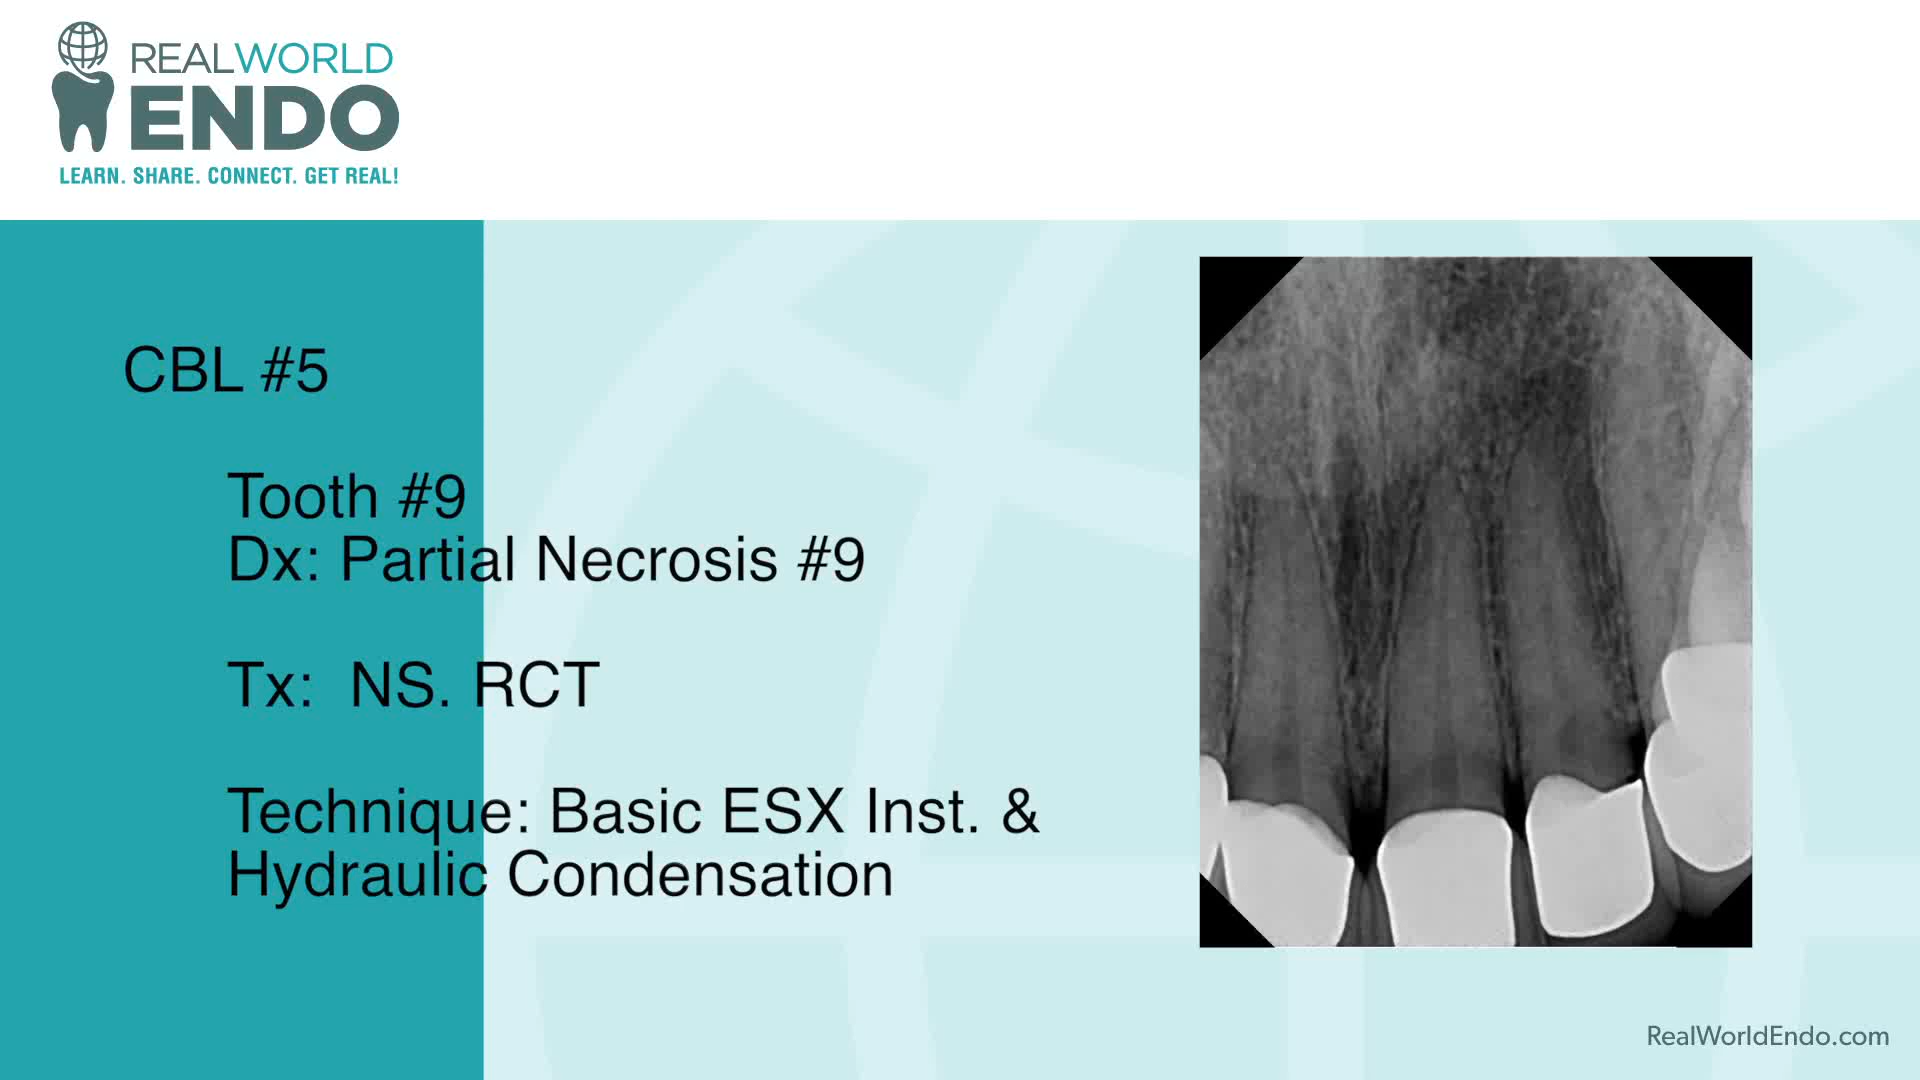 REALWORLD
ENDO
LEARN. SHARE. CONNECT. GET REAL!
CBL #5
Tooth #9
Dx: Partial Necrosis #9
Tx: NS. RCT
Technique: Basic ESX Inst. &
Hydraulic Condensation
RealWorldEndo.com